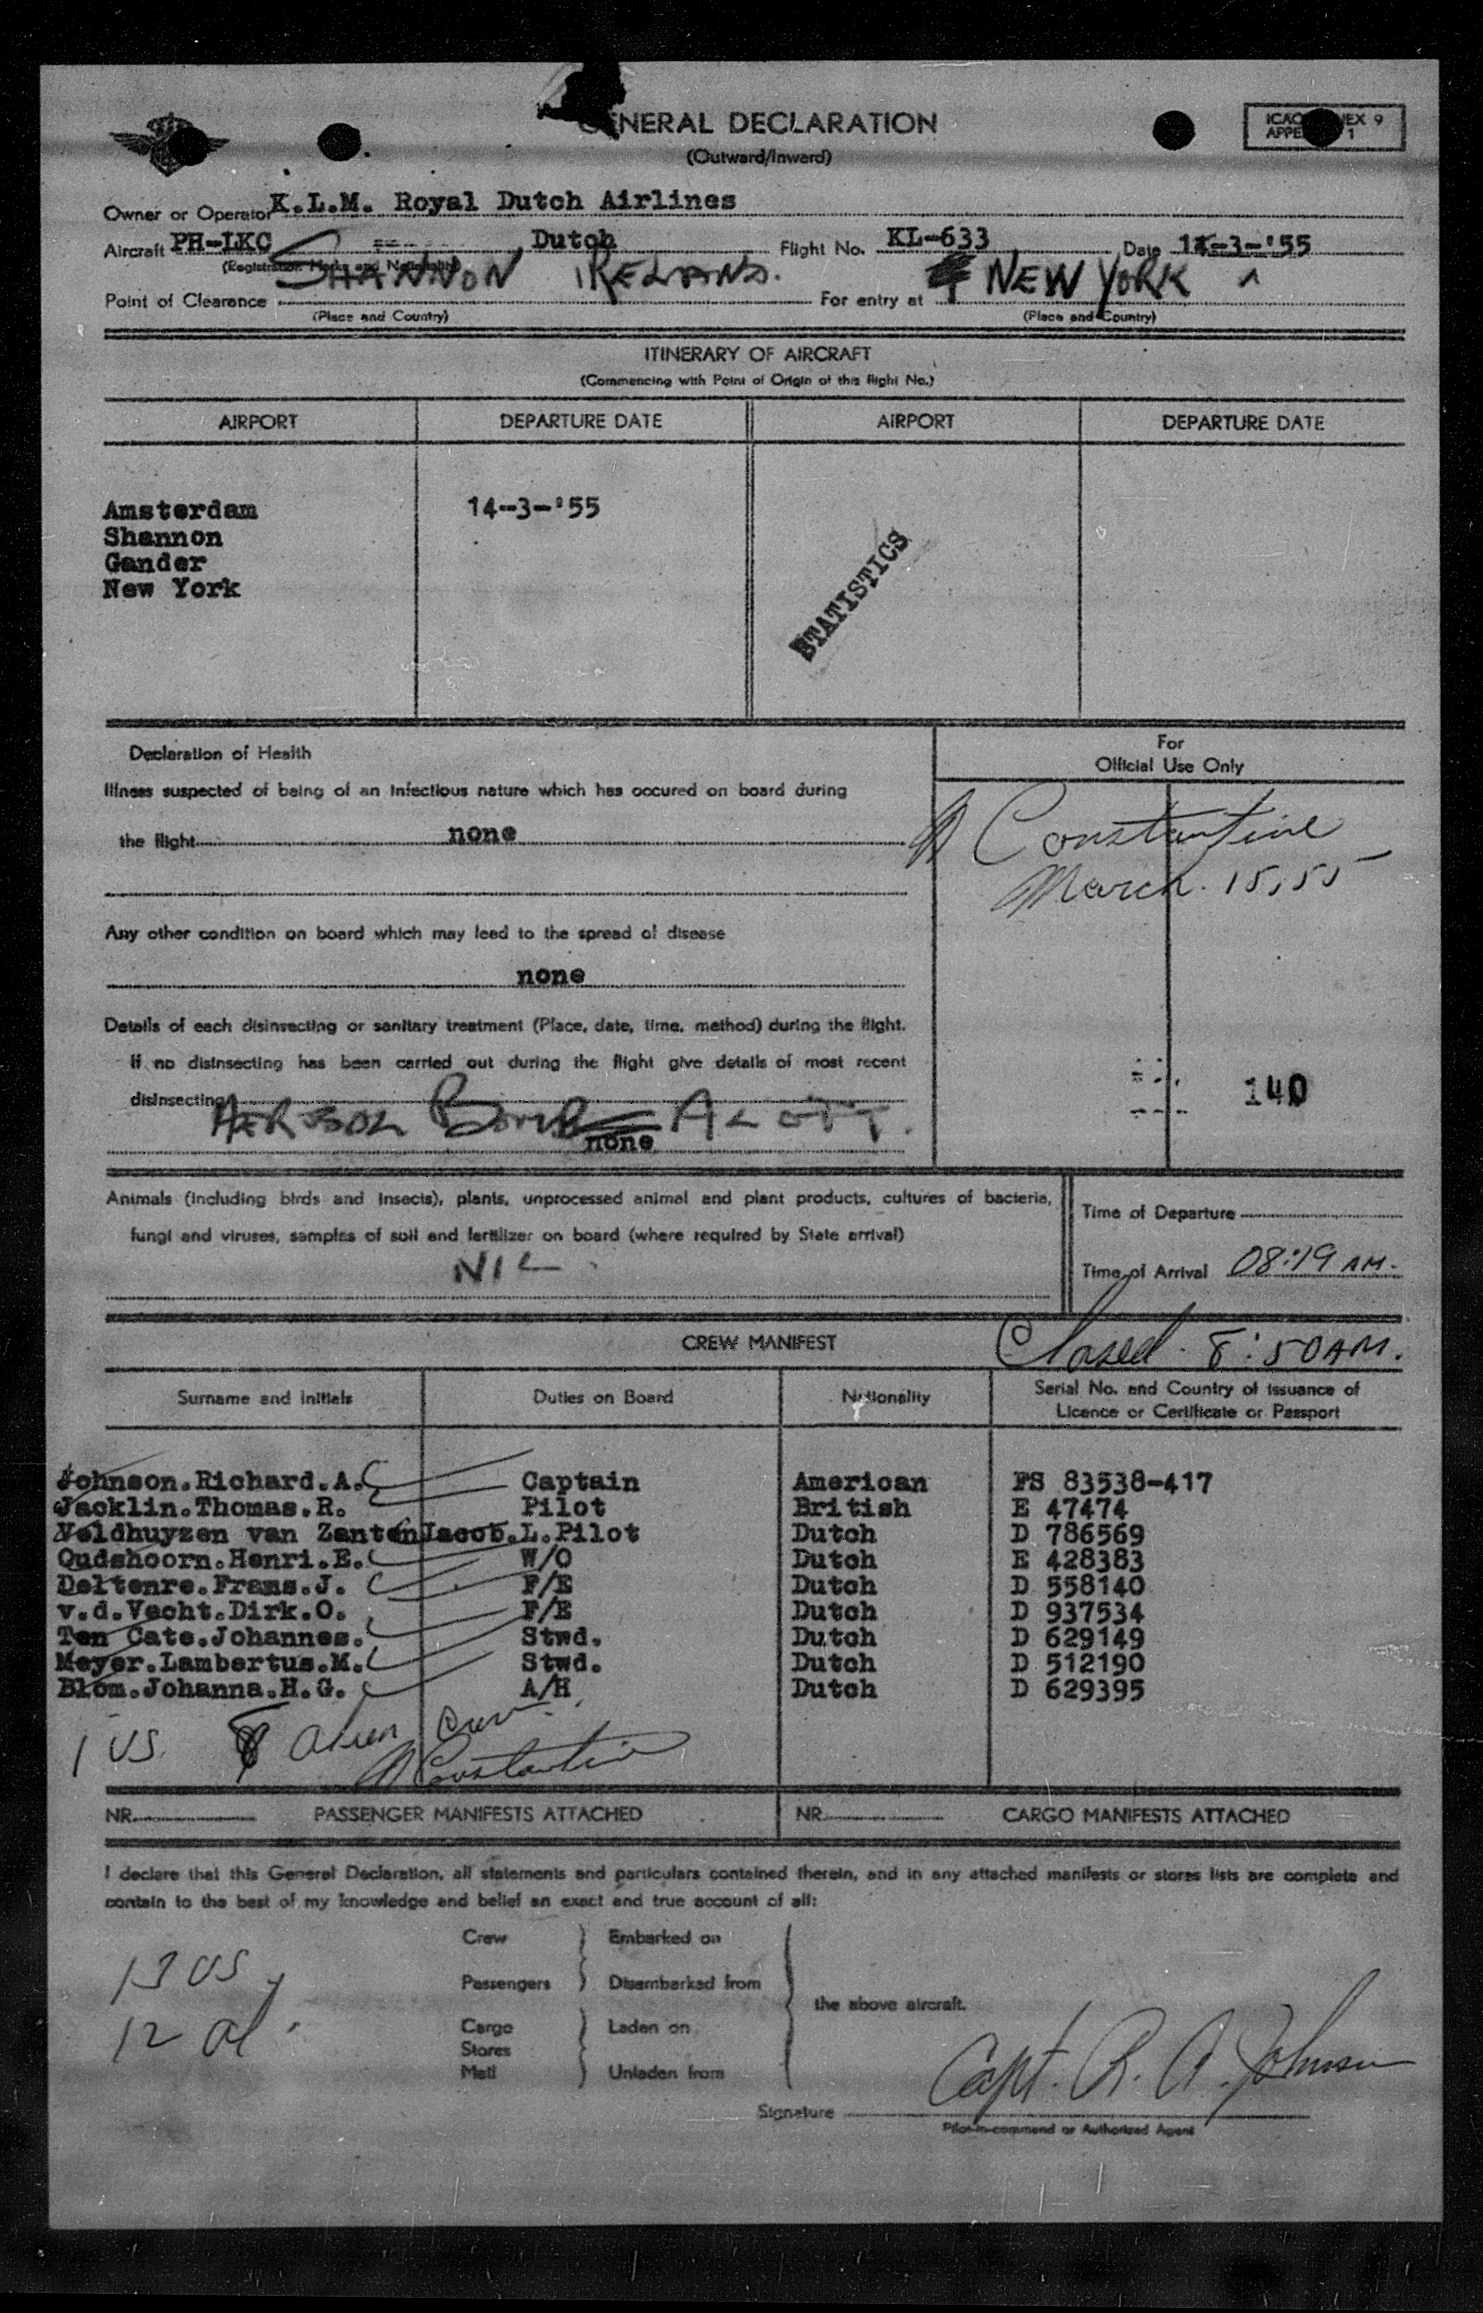 GENERAL DECLARATION
(Outward/Inward)
ICAO ANNEX 9
APPENDIX 1
Owner or Operator K.L.M. Royal Dutch Airlines
Aircraft PH-LKC Dutch Flight No. KL-633 Date 14-3-'55
(Registration Marks and Nationality)
Point of Clearance SHANNON IRELAND. For entry at NEW YORK
(Place and Country) (Place and Country)
ITINERARY OF AIRCRAFT
(Commencing with Point of Origin of this flight No.)
AIRPORT DEPARTURE DATE AIRPORT DEPARTURE DATE
Amsterdam 14-3-'55
Shannon
Gander
New York
STATISTICS
Declaration of Health
Illness suspected of being of an infectious nature which has occured on board during
the flight none
Any other condition on board which may lead to the spread of disease
none
Details of each disinsecting or sanitary treatment (Place, date, time, method) during the flight.
If no disinsecting has been carried out during the flight give details of most recent
disinsecting AEROSOL BOMB
none
For
Official Use Only
Constantine
March. 15, 55
140
Animals (including birds and insects), plants, unprocessed animal and plant products, cultures of bacteria,
fungi and viruses, samples of soil and fertilizer on board (where required by State arrival)
NIL
Time of Departure
Time of Arrival 08:19 AM.
Closed. 8:50 AM.
CREW MANIFEST
Surname and initials Duties on Board Nationality Serial No. and Country of Issuance of Licence or Certificate or Passport
Johnson.Richard.A. Captain American FS 83538-417
Jacklin.Thomas.R. Pilot British E 47474
Veldhuyzen van Zanten Iacob.L. Pilot Dutch D 786569
Oudshoorn.Henri.E. W/O Dutch E 428383
Deltenre.Frans.J. F/E Dutch D 558140
v.d.Vecht.Dirk.O. F/E Dutch D 937534
Ten Cate.Johannes. Stwd. Dutch D 629149
Meyer.Lambertus.M. Stwd. Dutch D 512190
Blom.Johanna.H.G. A/H Dutch D 629395
1 US. 8 alien crew
Constantine
NR. PASSENGER MANIFESTS ATTACHED NR. CARGO MANIFESTS ATTACHED
I declare that this General Declaration, all statements and particulars contained therein, and in any attached manifests or stores lists are complete and
contain to the best of my knowledge and belief an exact and true account of all:
Crew Embarked on
Passengers Disembarked from
the above aircraft.
Cargo Laden on
Stores
Mail Unladen from
13 US
12 al
Signature Capt. R. A. Johnson
Pilot-in-command or Authorized Agent